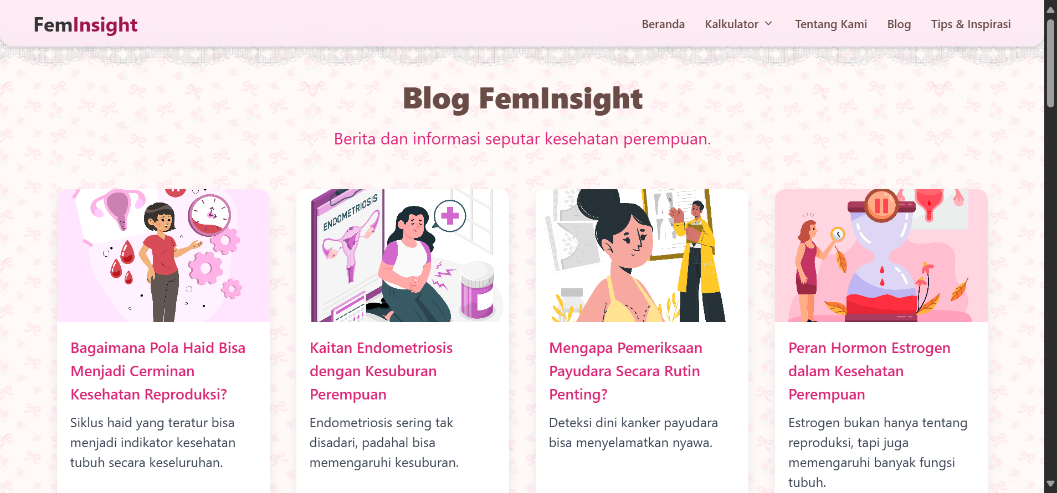 FemInsight
Beranda
Kalkulator
Tentang Kami
Blog
Tips & Inspirasi
Blog FemInsight
Berita dan informasi seputar kesehatan perempuan.
ENDOMETRIOSIS
Bagaimana Pola Haid Bisa
Menjadi Cerminan
Kesehatan Reproduksi?
Siklus haid yang teratur bisa
menjadi indikator kesehatan
tubuh secara keseluruhan.
Kaitan Endometriosis
dengan Kesuburan
Perempuan
Endometriosis sering tak
disadari, padahal bisa
memengaruhi kesuburan.
Mengapa Pemeriksaan
Payudara Secara Rutin
Penting?
Deteksi dini kanker payudara
bisa menyelamatkan nyawa.
Peran Hormon Estrogen
dalam Kesehatan
Perempuan
Estrogen bukan hanya tentang
reproduksi, tapi juga
memengaruhi banyak fungsi
tubuh.